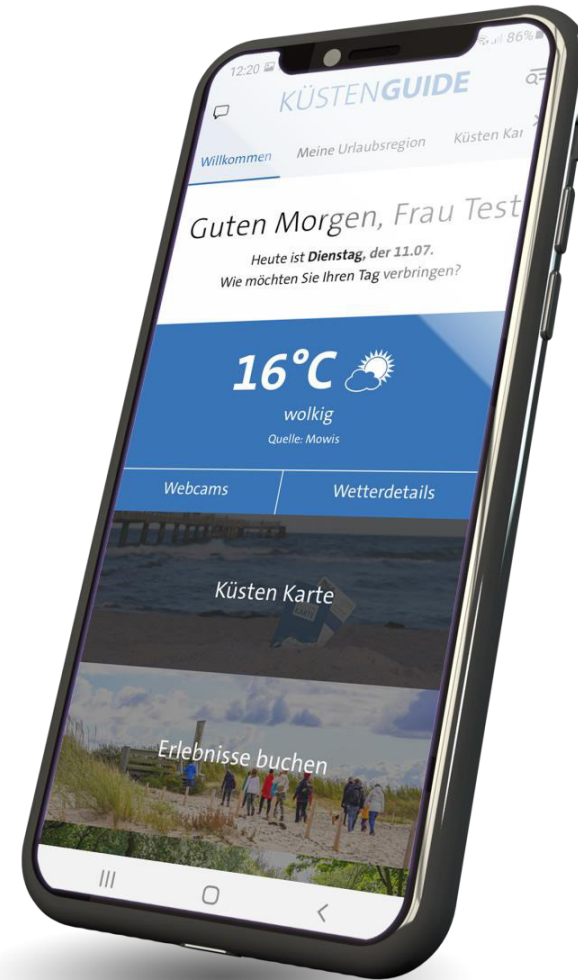 12:20
86%
KÜSTENGUIDE
Willkommen
Meine Urlaubsregion
Küsten Kar
Guten Morgen, Frau Test
Heute ist Dienstag, der 11.07.
Wie möchten Sie Ihren Tag verbringen?
16°C
wolkig
Quelle: Mowis
Webcams
Wetterdetails
Küsten Karte
KARTE
Erlebnisse buchen